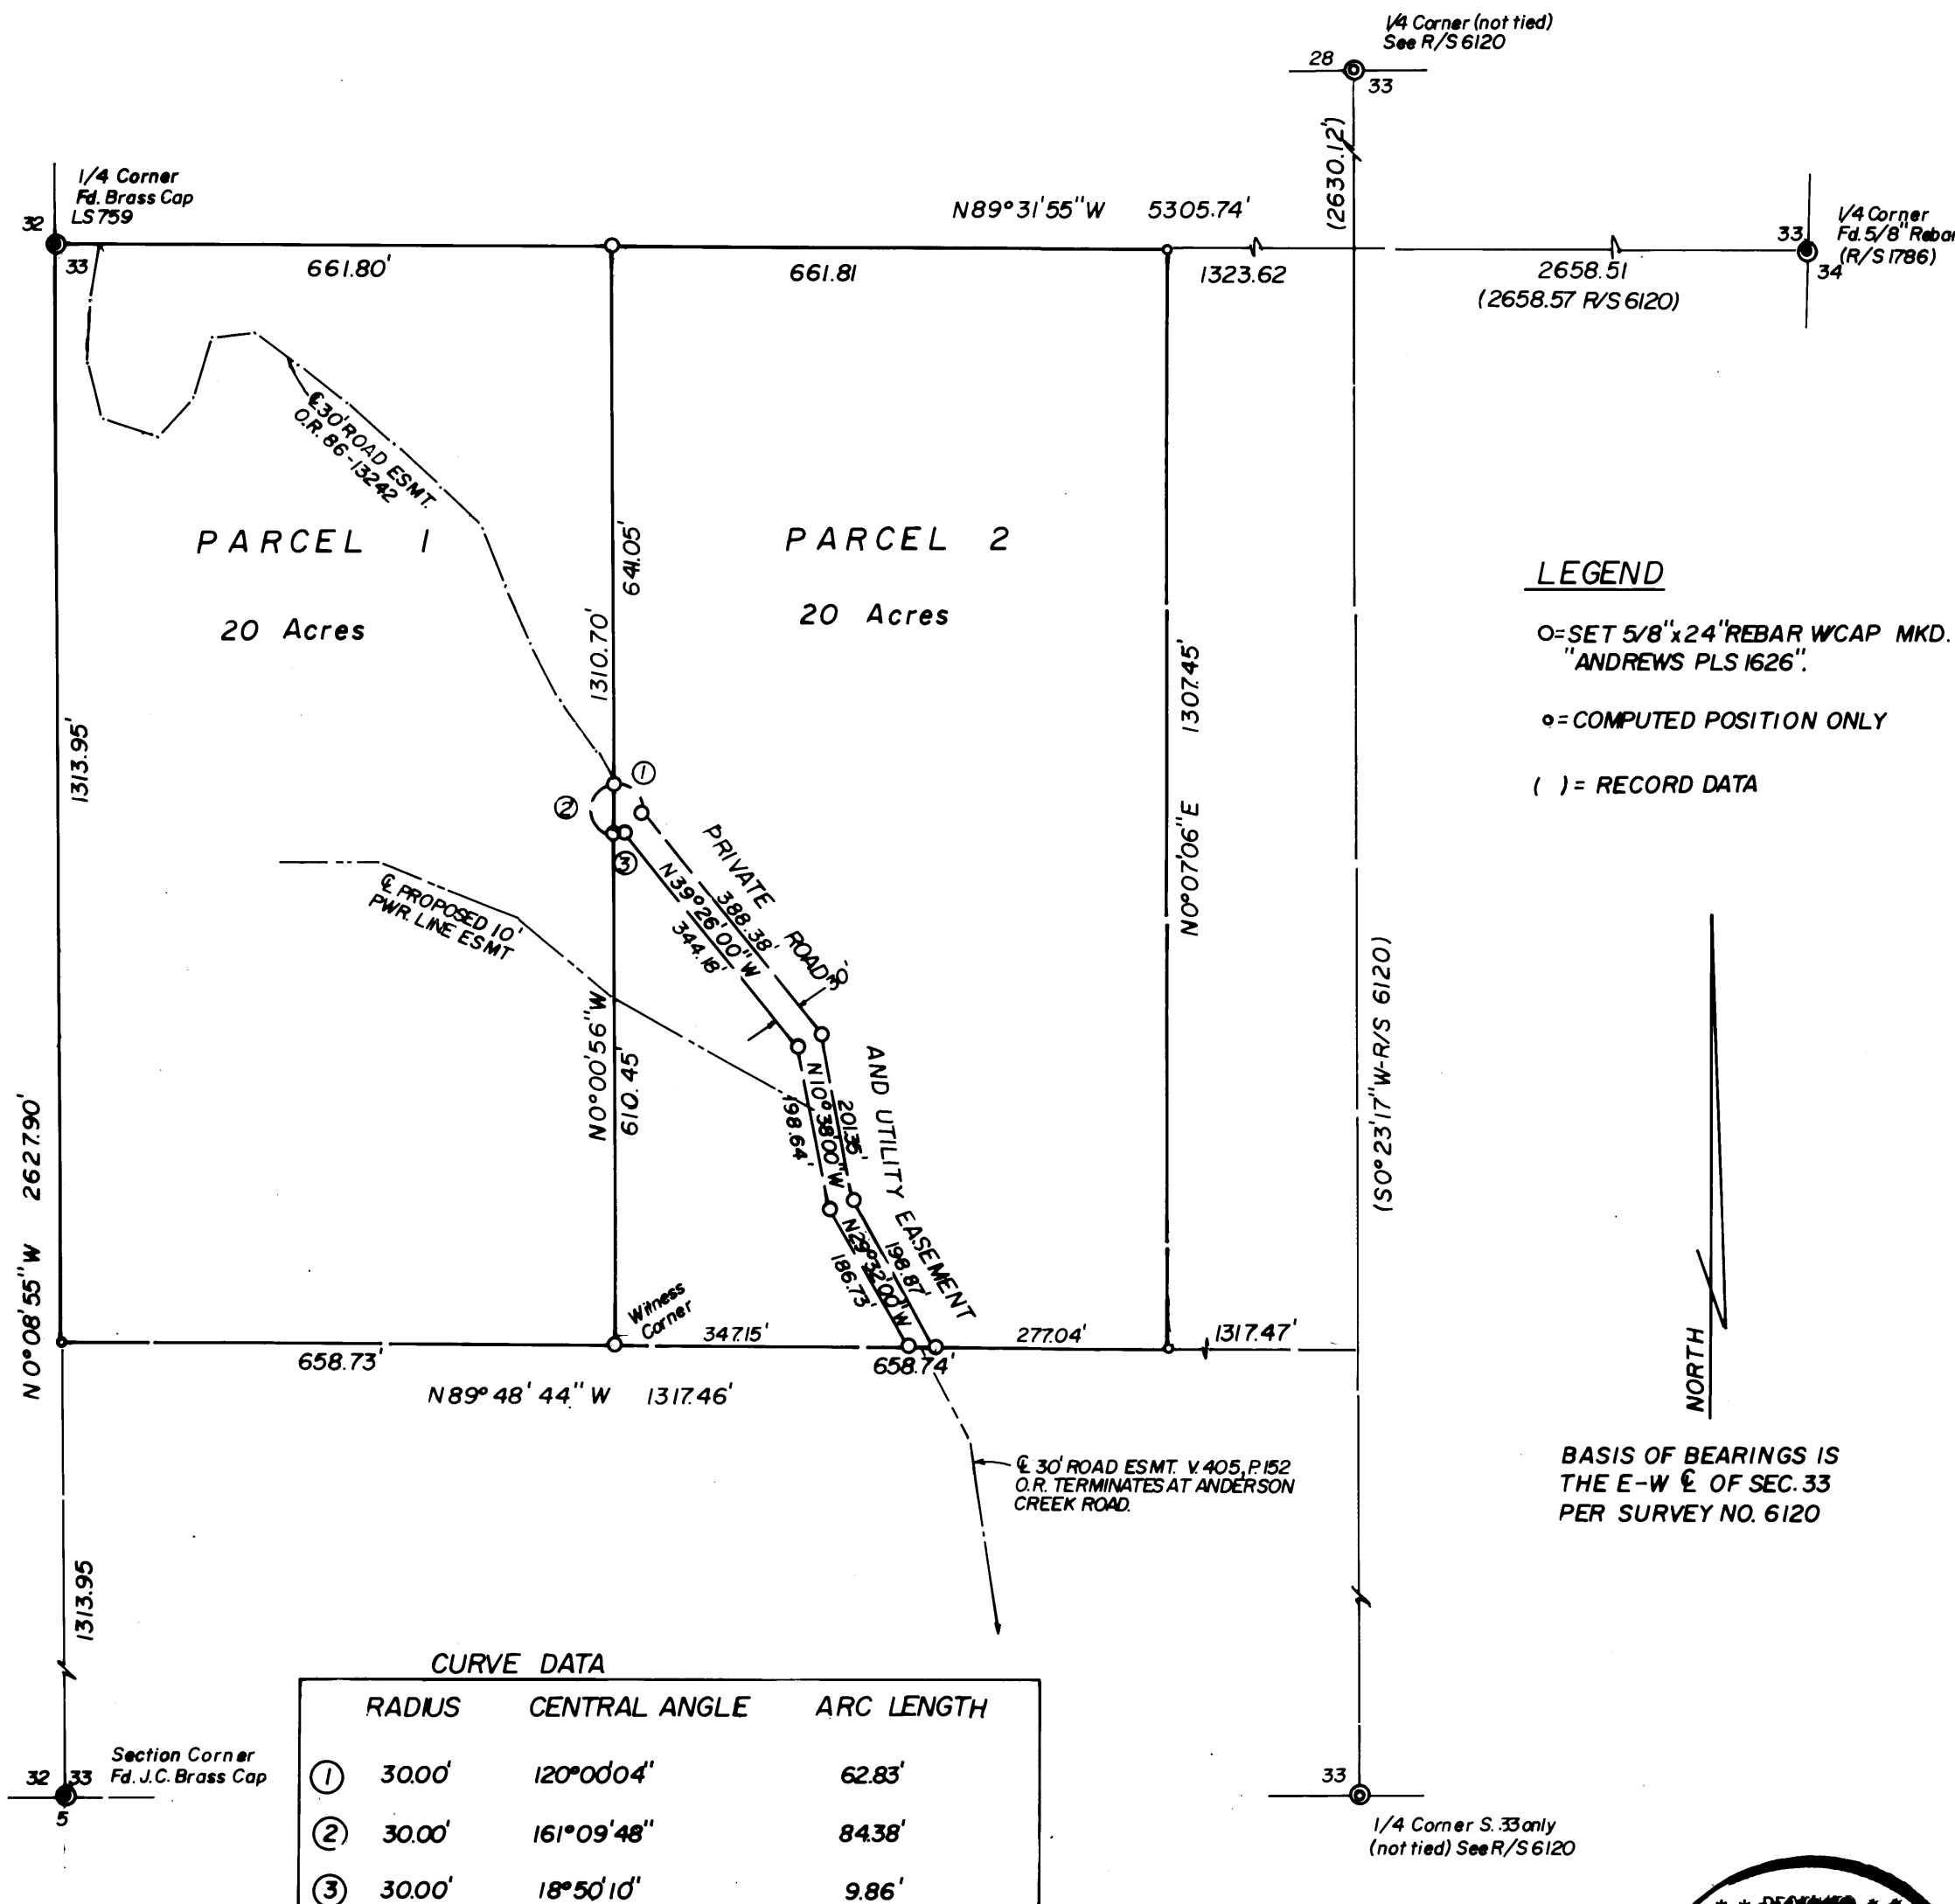 1/4 Corner (not tied)
See R/S 6120
28
33
(2630.12')
1/4 Corner
Fd. Brass Cap
LS 759
32
33
N89°31'55"W 5305.74'
1/4 Corner
Fd. 5/8" Rebar
(R/S 1786)
33
34
661.80'
661.81
1323.62
2658.51
(2658.57 R/S 6120)
℄ 30' ROAD ESMT.
O.R. 86-13242
PARCEL 1
20 Acres
PARCEL 2
20 Acres
641.05'
1310.70'
1313.95'
N0°07'06"E 1307.45'
LEGEND
O=SET 5/8"x24"REBAR W/CAP MKD.
"ANDREWS PLS 1626".
o=COMPUTED POSITION ONLY
( )= RECORD DATA
①
②
③
PRIVATE ROAD
AND UTILITY EASEMENT
388.38'
N39°26'00"W
344.18'
30'
℄ PROPOSED 10'
PWR. LINE ESMT
N0°00'56"W
610.45'
201.35'
N10°38'00"W
198.64'
198.87'
N29°32'00"W
186.73'
(S0°23'17"W-R/S 6120)
N0°08'55"W 2627.90'
Witness
Corner
347.15'
277.04'
1317.47'
658.73'
658.74'
N89°48'44"W 1317.46'
NORTH
BASIS OF BEARINGS IS
THE E-W ℄ OF SEC. 33
PER SURVEY NO. 6120
℄ 30' ROAD ESMT. V. 405, P. 152
O.R. TERMINATES AT ANDERSON
CREEK ROAD.
1313.95
CURVE DATA
RADIUS CENTRAL ANGLE ARC LENGTH
① 30.00' 120°00'04" 62.83'
② 30.00' 161°09'48" 84.38'
③ 30.00' 18°50'10" 9.86'
Section Corner
Fd. J.C. Brass Cap
32 33
5
33
1/4 Corner S. 33 only
(not tied) See R/S 6120